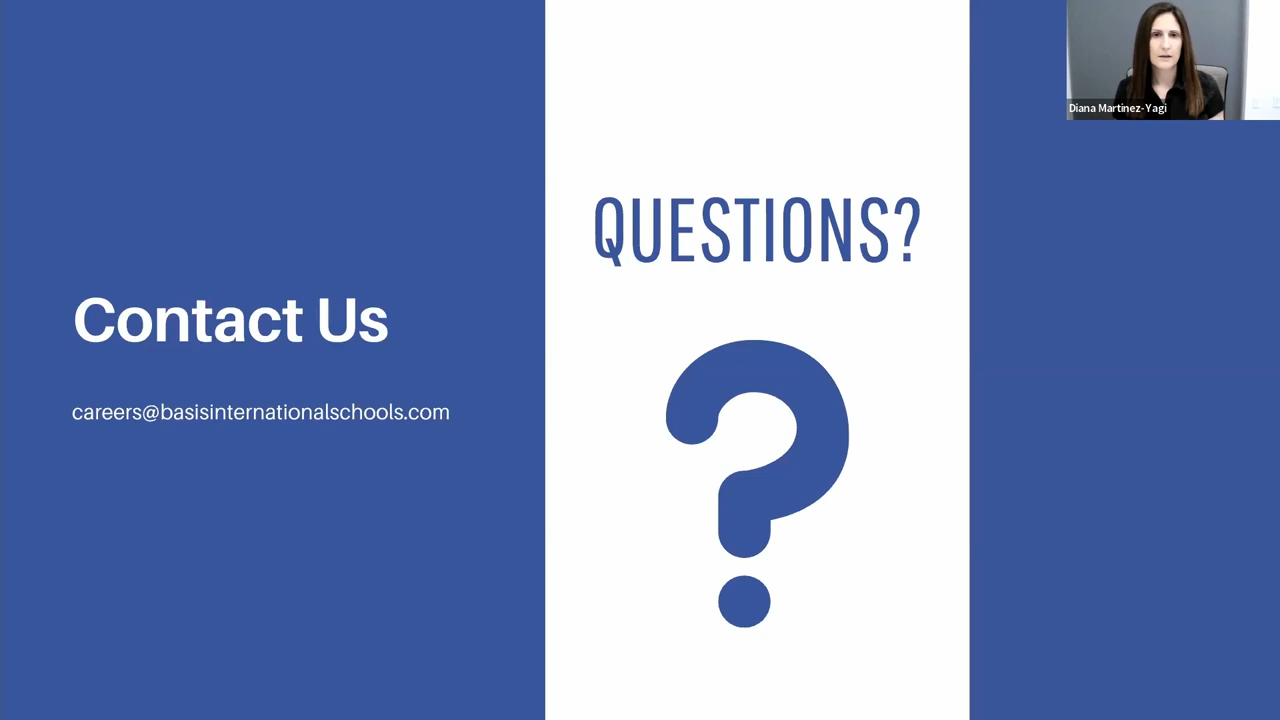 Diana Martinez-Yagi
QUESTIONS?
Contact Us
careers@basisinternationalschools.com
?